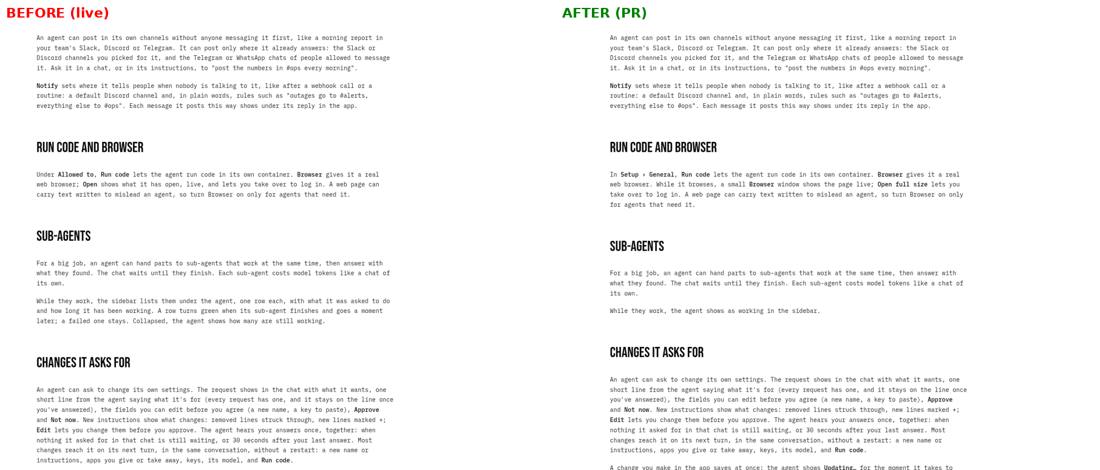 BEFORE (live)
An agent can post in its own channels without anyone messaging it first, like a morning report in
your team's Slack, Discord or Telegram. It can post only where it already answers: the Slack or
Discord channels you picked for it, and the Telegram or WhatsApp chats of people allowed to message
it. Ask it in a chat, or in its instructions, to "post the numbers in #ops every morning".
Notify sets where it tells people when nobody is talking to it, like after a webhook call or a
routine: a default Discord channel and, in plain words, rules such as "outages go to #alerts,
everything else to #ops". Each message it posts this way shows under its reply in the app.
RUN CODE AND BROWSER
Under Allowed to, Run code lets the agent run code in its own container. Browser gives it a real
web browser; Open shows what it has open, live, and lets you take over to log in. A web page can
carry text written to mislead an agent, so turn Browser on only for agents that need it.
SUB-AGENTS
For a big job, an agent can hand parts to sub-agents that work at the same time, then answer with
what they found. The chat waits until they finish. Each sub-agent costs model tokens like a chat of
its own.
While they work, the sidebar lists them under the agent, one row each, with what it was asked to do
and how long it has been working. A row turns green when its sub-agent finishes and goes a moment
later; a failed one stays. Collapsed, the agent shows how many are still working.
CHANGES IT ASKS FOR
An agent can ask to change its own settings. The request shows in the chat with what it wants, one
short line from the agent saying what it's for (every request has one, and it stays on the line once
you've answered), the fields you can edit before you agree (a new name, a key to paste), Approve
and Not now. New instructions show what changes: removed lines struck through, new lines marked +;
Edit lets you change them before you approve. The agent hears your answers once, together: when
nothing it asked for in that chat is still waiting, or 30 seconds after your last answer. Most
changes reach it on its next turn, in the same conversation, without a restart: a new name or
instructions, apps you give or take away, keys, its model, and Run code.
AFTER (PR)
An agent can post in its own channels without anyone messaging it first, like a morning report in
your team's Slack, Discord or Telegram. It can post only where it already answers: the Slack or
Discord channels you picked for it, and the Telegram or WhatsApp chats of people allowed to message
it. Ask it in a chat, or in its instructions, to "post the numbers in #ops every morning".
Notify sets where it tells people when nobody is talking to it, like after a webhook call or a
routine: a default Discord channel and, in plain words, rules such as "outages go to #alerts,
everything else to #ops". Each message it posts this way shows under its reply in the app.
RUN CODE AND BROWSER
In Setup › General, Run code lets the agent run code in its own container. Browser gives it a real
web browser. While it browses, a small Browser window shows the page live; Open full size lets you
take over to log in. A web page can carry text written to mislead an agent, so turn Browser on only
for agents that need it.
SUB-AGENTS
For a big job, an agent can hand parts to sub-agents that work at the same time, then answer with
what they found. The chat waits until they finish. Each sub-agent costs model tokens like a chat of
its own.
While they work, the agent shows as working in the sidebar.
CHANGES IT ASKS FOR
An agent can ask to change its own settings. The request shows in the chat with what it wants, one
short line from the agent saying what it's for (every request has one, and it stays on the line once
you've answered), the fields you can edit before you agree (a new name, a key to paste), Approve
and Not now. New instructions show what changes: removed lines struck through, new lines marked +;
Edit lets you change them before you approve. The agent hears your answers once, together: when
nothing it asked for in that chat is still waiting, or 30 seconds after your last answer. Most
changes reach it on its next turn, in the same conversation, without a restart: a new name or
instructions, apps you give or take away, keys, its model, and Run code.
A change you make in the app saves at once: the agent shows Updating… for the moment it takes to